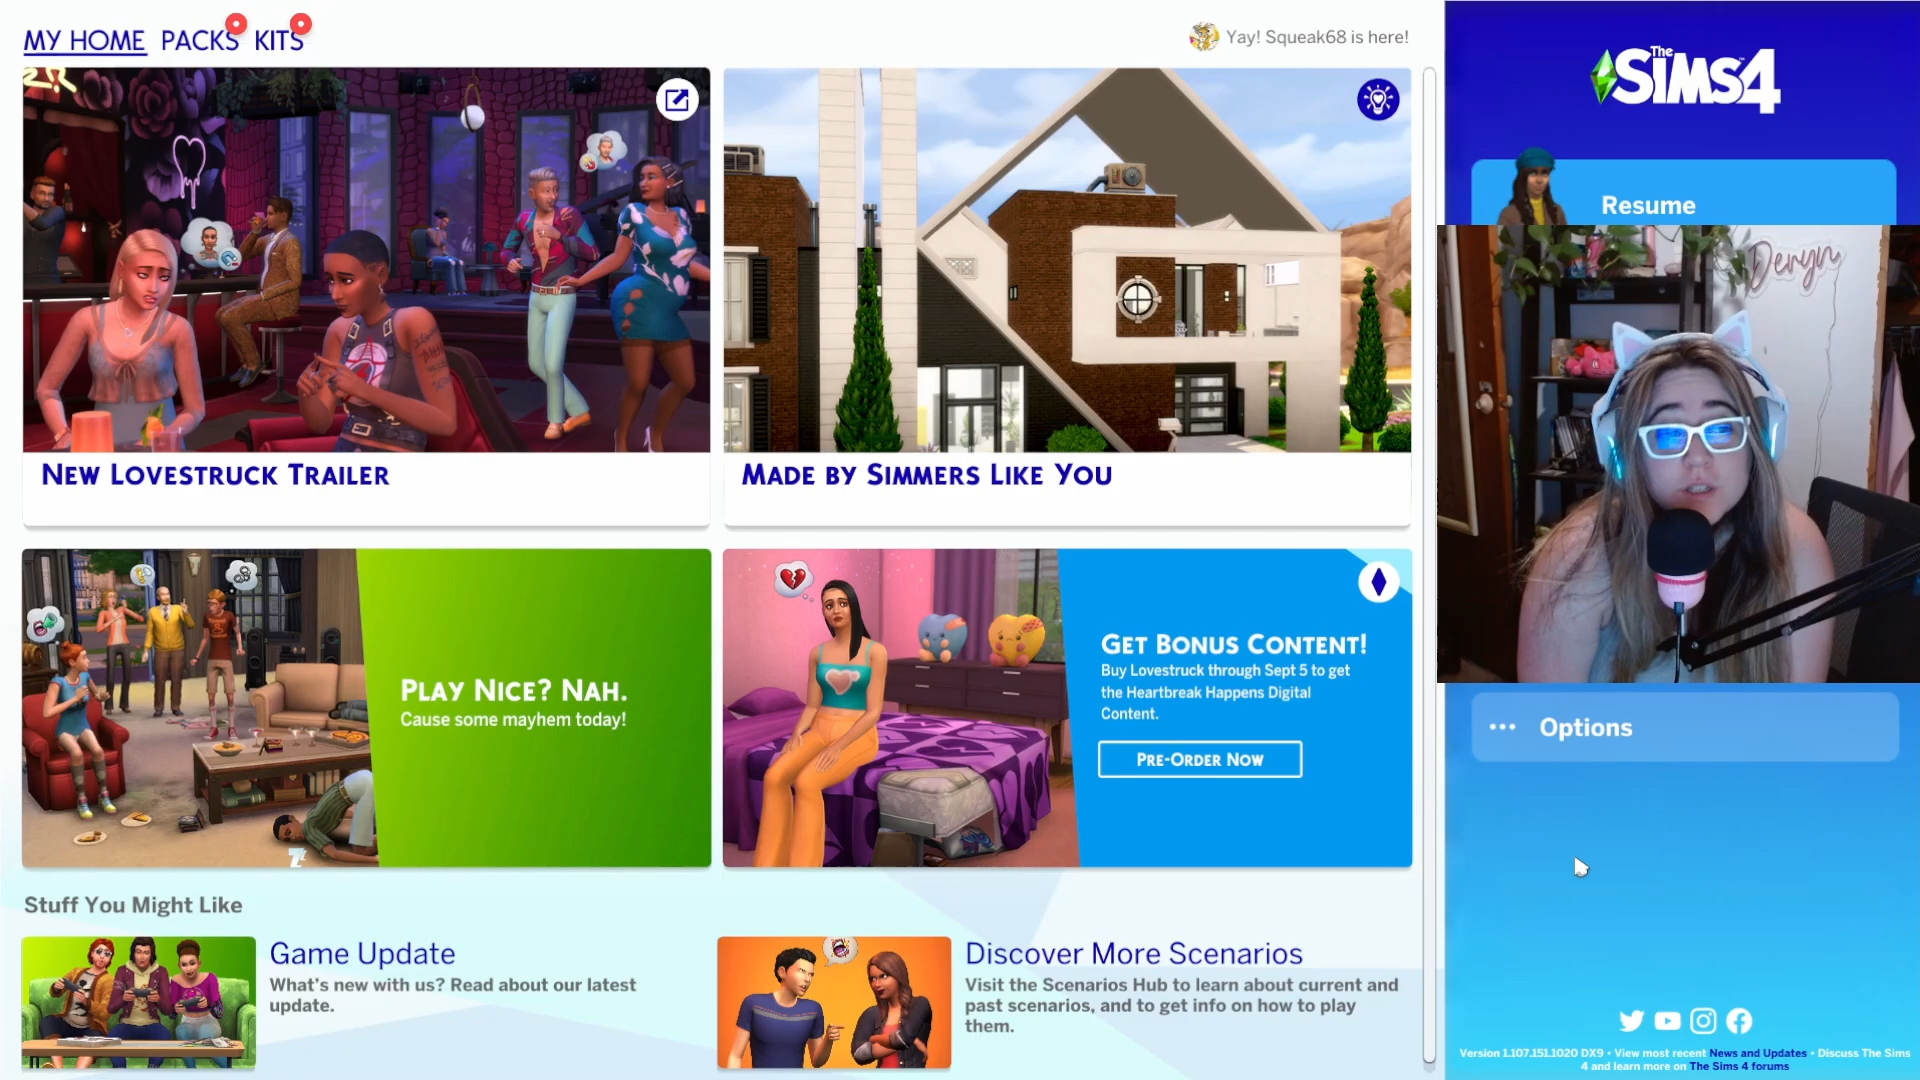 MY HOME PACKS KITS
Yay! Squeak68 is here!
The SIMS 4
Resume
Deryn
NEW LOVESTRUCK TRAILER
MADE BY SIMMERS LIKE YOU
PLAY NICE? NAH.
Cause some mayhem today!
GET BONUS CONTENT!
Buy Lovestruck through Sept 5 to get
the Heartbreak Happens Digital
Content.
PRE-ORDER NOW
Options
Stuff You Might Like
Game Update
What's new with us? Read about our latest
update.
Discover More Scenarios
Visit the Scenarios Hub to learn about current and
past scenarios, and to get info on how to play
them.
Version 1.107.151.1020 DX9 • View most recent News and Updates • Discuss The Sims
4 and learn more on The Sims 4 forums